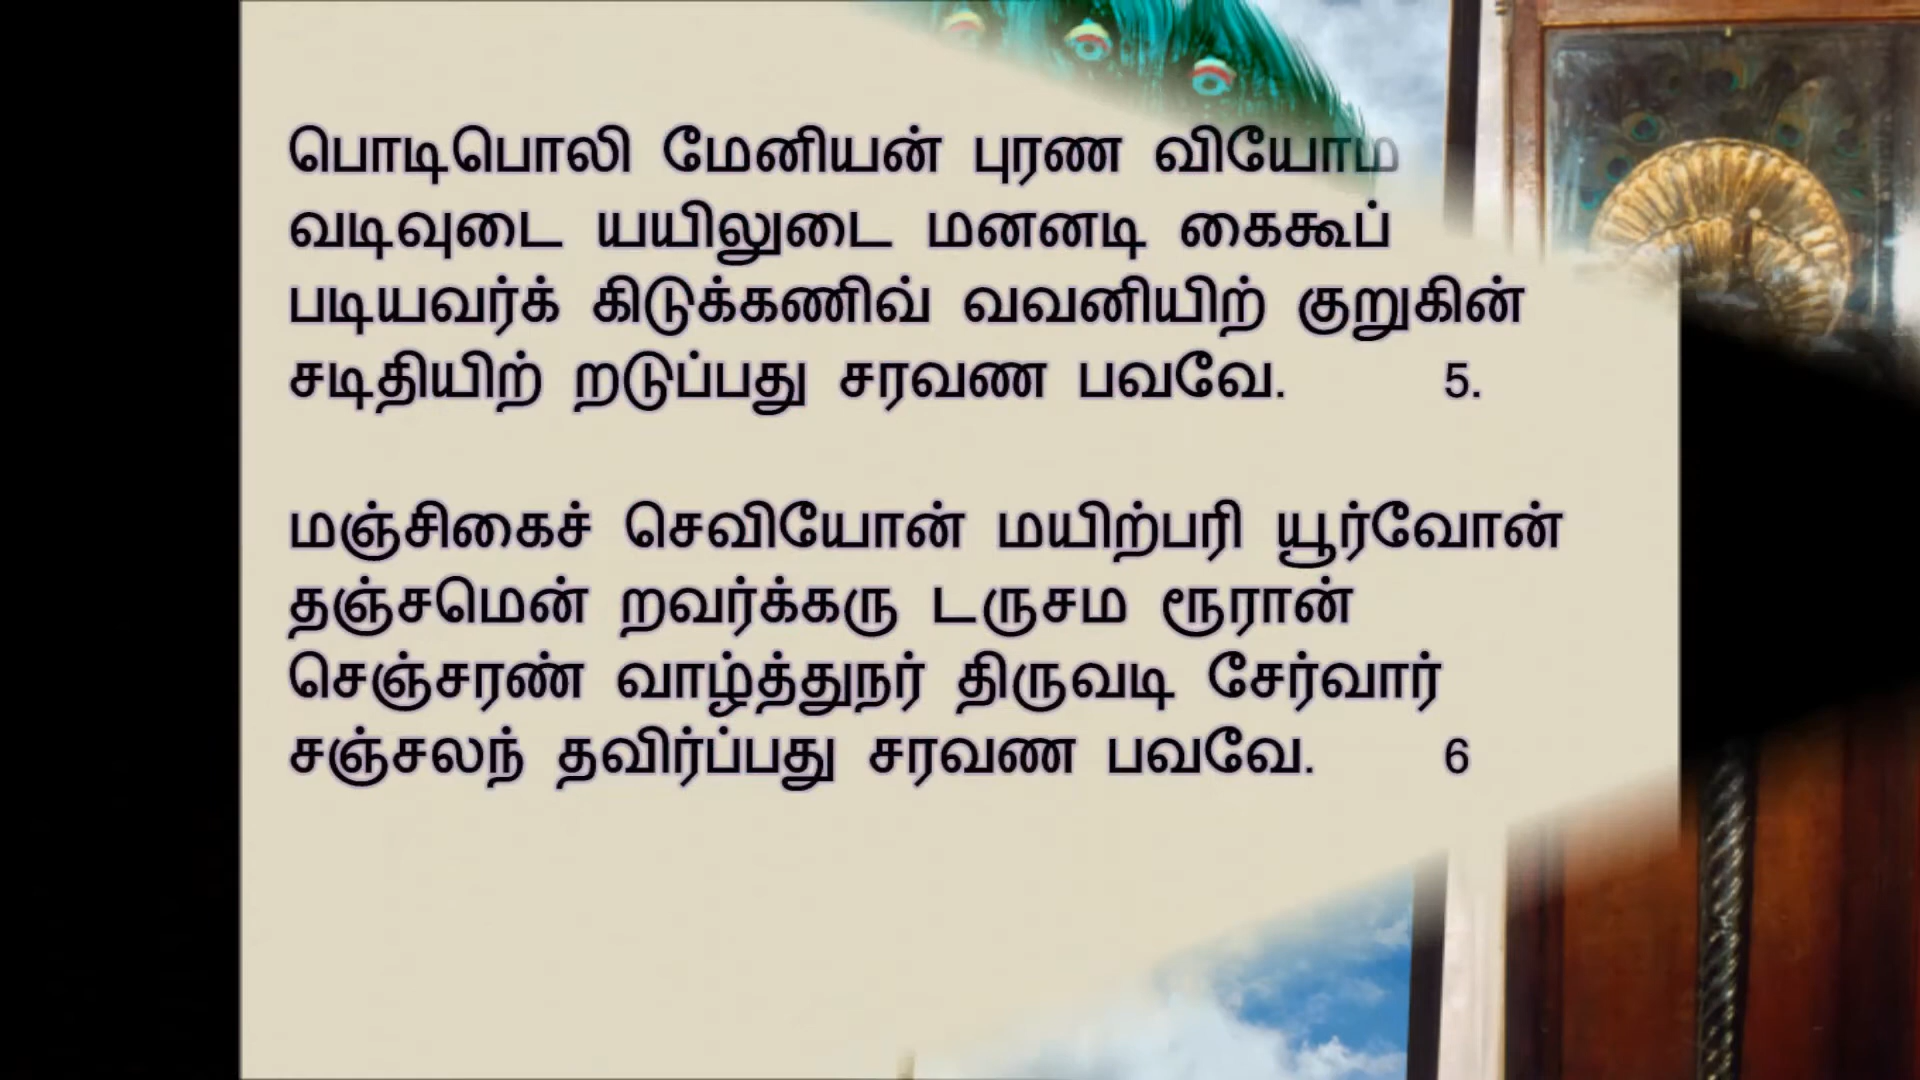 பொடிபொலி மேனியன் புரண வியோம
வடிவுடை யயிலுடை மனனடி கைகூப்
படியவர்க் கிடுக்கணிவ் வவனியிற் குறுகின்
சடிதியிற் றடுப்பது சரவண பவவே. 5.
மஞ்சிகைச் செவியோன் மயிற்பரி யூர்வோன்
தஞ்சமென் றவர்க்கரு டருசம ரூரான்
செஞ்சரண் வாழ்த்துநர் திருவடி சேர்வார்
சஞ்சலந் தவிர்ப்பது சரவண பவவே. 6